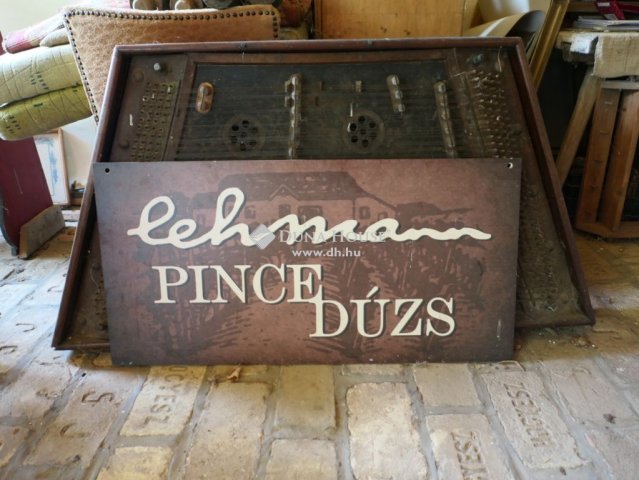 lehmann
DUNA HOUSE
www.dh.hu
PINCE
DÚZS